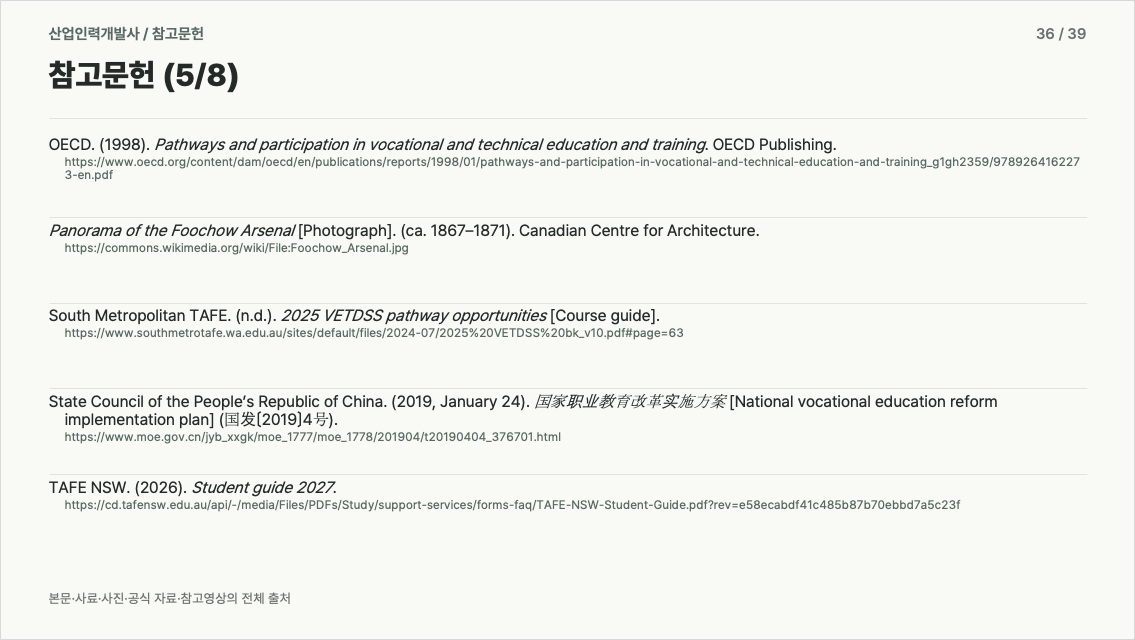 산업인력개발사 / 참고문헌
36 / 39
참고문헌 (5/8)
OECD. (1998). Pathways and participation in vocational and technical education and training. OECD Publishing.
https://www.oecd.org/content/dam/oecd/en/publications/reports/1998/01/pathways-and-participation-in-vocational-and-technical-education-and-training_g1gh2359/978926416227
3-en.pdf
Panorama of the Foochow Arsenal [Photograph]. (ca. 1867–1871). Canadian Centre for Architecture.
https://commons.wikimedia.org/wiki/File:Foochow_Arsenal.jpg
South Metropolitan TAFE. (n.d.). 2025 VETDSS pathway opportunities [Course guide].
https://www.southmetrotafe.wa.edu.au/sites/default/files/2024-07/2025%20VETDSS%20bk_v10.pdf#page=63
State Council of the People’s Republic of China. (2019, January 24). 国家职业教育改革实施方案 [National vocational education reform
implementation plan] (国发〔2019〕4号).
https://www.moe.gov.cn/jyb_xxgk/moe_1777/moe_1778/201904/t20190404_376701.html
TAFE NSW. (2026). Student guide 2027.
https://cd.tafensw.edu.au/api/-/media/Files/PDFs/Study/support-services/forms-faq/TAFE-NSW-Student-Guide.pdf?rev=e58ecabdf41c485b87b70ebbd7a5c23f
본문·사료·사진·공식 자료·참고영상의 전체 출처